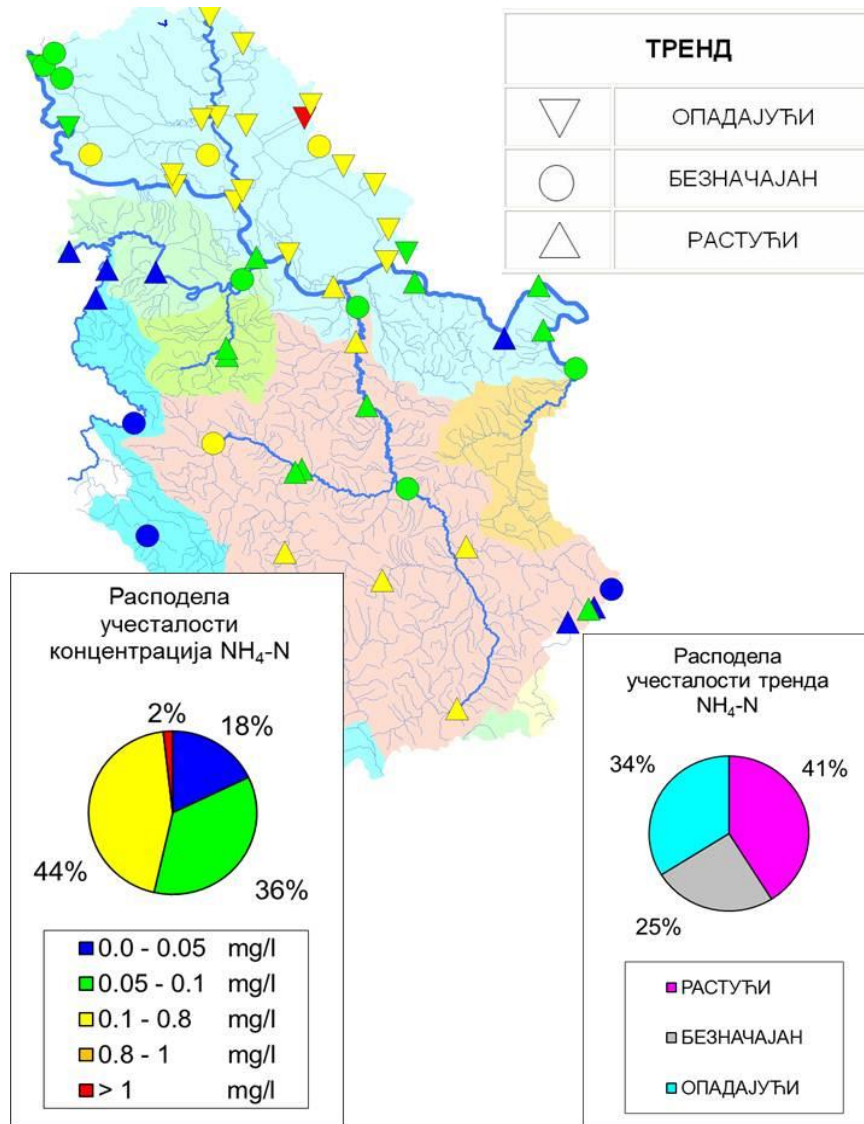 ТРЕНД
ОПАДАЈУЋИ
БЕЗНАЧАЈАН
РАСТУЋИ
Расподела
учесталости
концентрација NH₄-N
2%
18%
44%
36%
0.0 - 0.05 mg/l
0.05 - 0.1 mg/l
0.1 - 0.8 mg/l
0.8 - 1 mg/l
> 1 mg/l
Расподела
учесталости тренда
NH₄-N
34%
41%
25%
РАСТУЋИ
БЕЗНАЧАЈАН
ОПАДАЈУЋИ